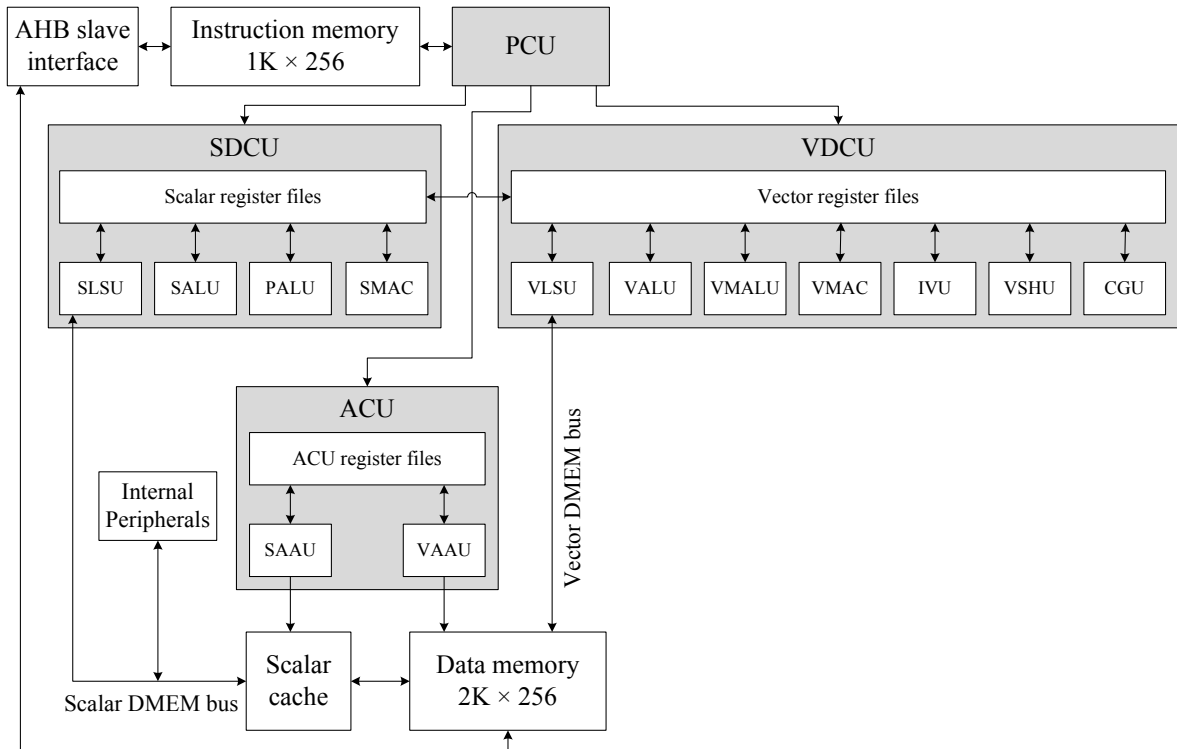 AHB slave
interface
Instruction memory
1K × 256
PCU
SDCU
Scalar register files
SLSU
SALU
PALU
SMAC
VDCU
Vector register files
VLSU
VALU
VMALU
VMAC
IVU
VSHU
CGU
ACU
ACU register files
SAAU
VAAU
Internal
Peripherals
Vector DMEM bus
Scalar
cache
Data memory
2K × 256
Scalar DMEM bus